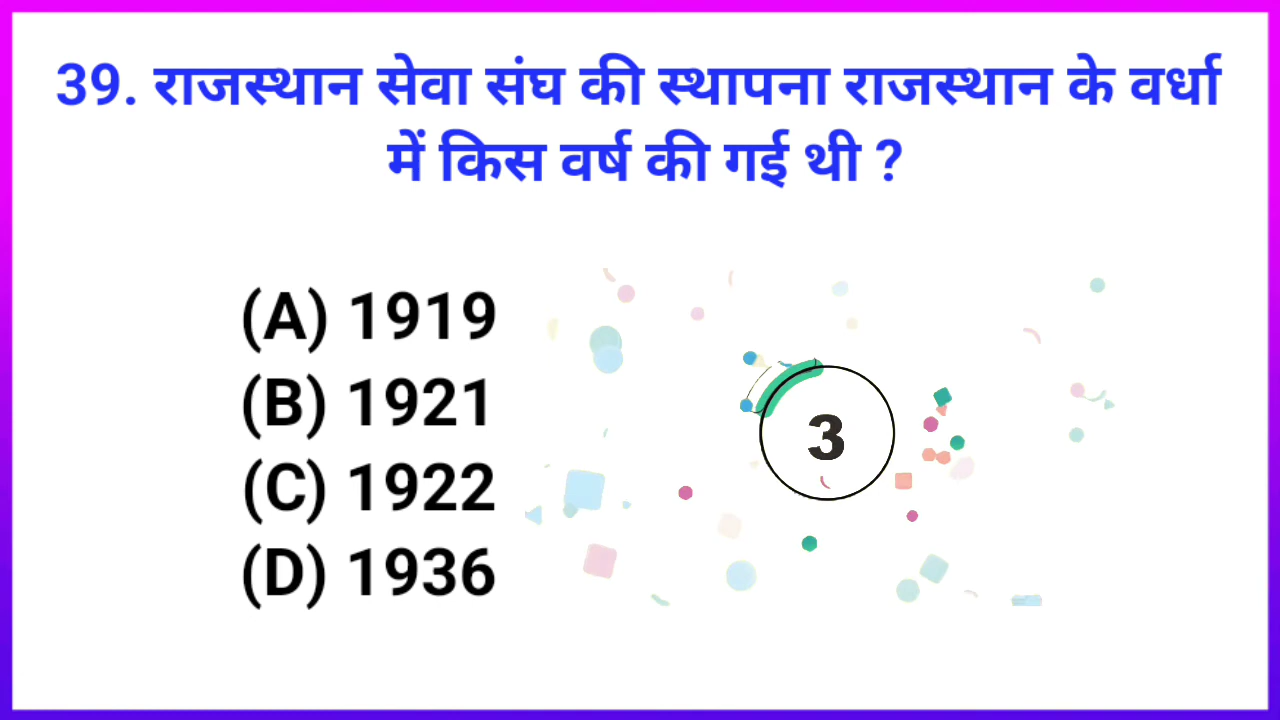 39. राजस्थान सेवा संघ की स्थापना राजस्थान के वर्धा
में किस वर्ष की गई थी ?
(A) 1919
(B) 1921
(C) 1922
(D) 1936
3